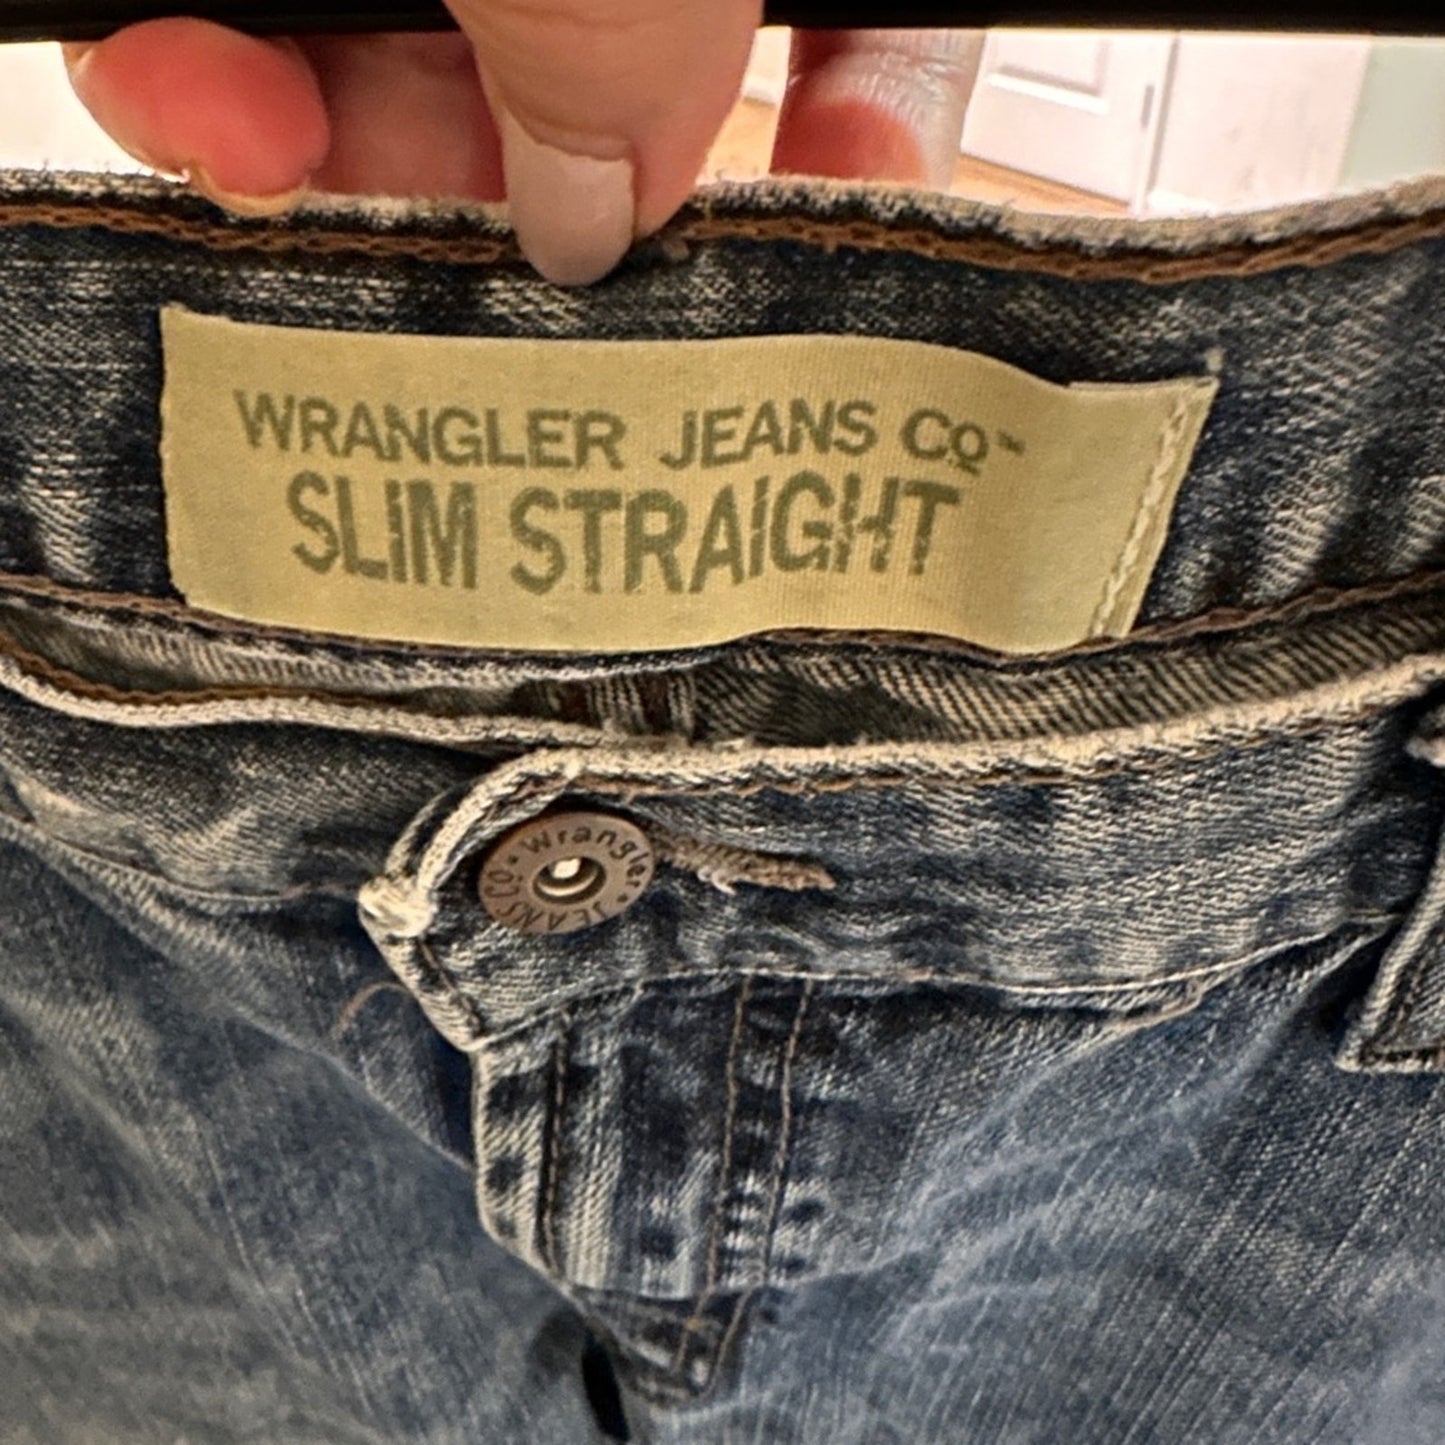 WRANGLER JEANS CO™
SLIM STRAIGHT
Wrangler • JEANS CO •